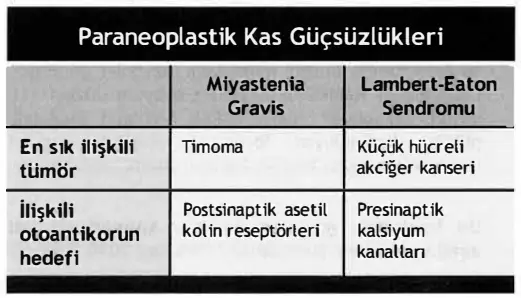 Paraneoplastik Kas Güçsüzlükleri
Miyastenia
Gravis
Lambert-Eaton
Sendromu
En sık ilişkili
tümör
Timoma
Küçük hücreli
akciğer kanseri
İlişkili
otoantikor
hedefi
Postsinaptik asetil
kolin reseptörleri
Presinaptik
kalsiyum
kanalları